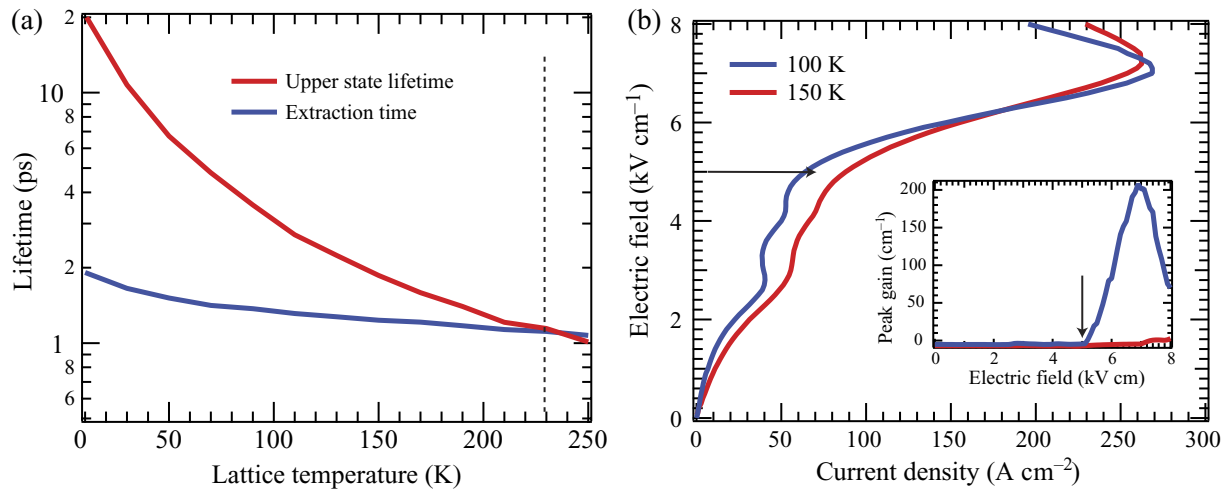 (a)
2
10
8
6
4
2
1
8
6
Lifetime (ps)
Upper state lifetime
Extraction time
0 50 100 150 200 250
Lattice temperature (K)
(b)
8
6
4
2
0
Electric field (kV cm⁻¹)
100 K
150 K
0 50 100 150 200 250 300
Current density (A cm⁻²)
200
150
100
50
0
Peak gain (cm⁻¹)
0 2 4 6 8
Electric field (kV cm)